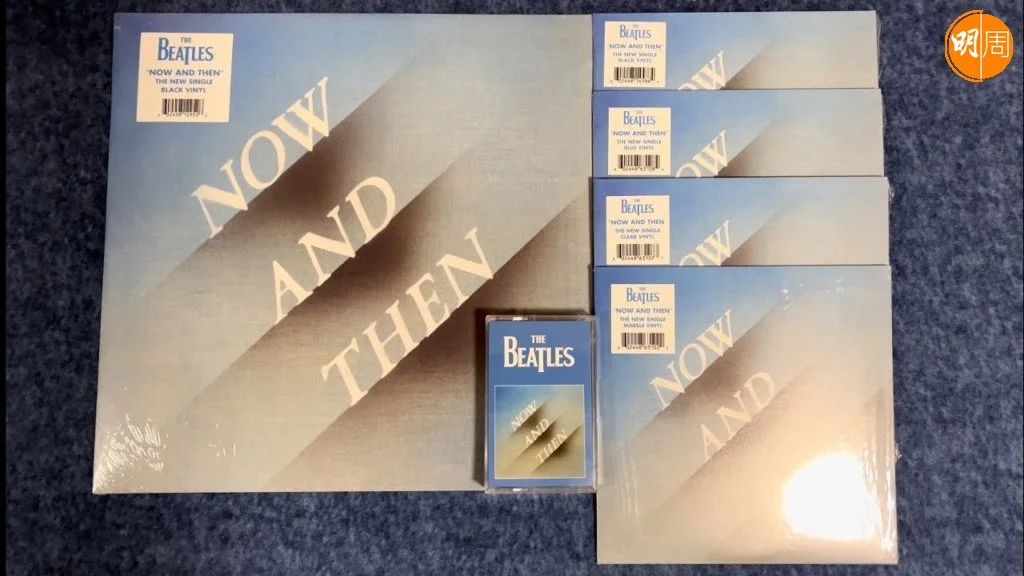 THE
BEATLES
'NOW AND THEN'
THE NEW SINGLE
BLACK VINYL
NOW
AND
THEN
THE
BEATLES
NOW
AND
THEN
THE
BEATLES
'NOW AND THEN'
THE NEW SINGLE
BLACK VINYL
NOW
THE
BEATLES
'NOW AND THEN'
THE NEW SINGLE
BLUE VINYL
NOW
THE
BEATLES
'NOW AND THEN'
THE NEW SINGLE
CLEAR VINYL
NOW
THE
BEATLES
'NOW AND THEN'
THE NEW SINGLE
MARBLE VINYL
NOW
AND
明周